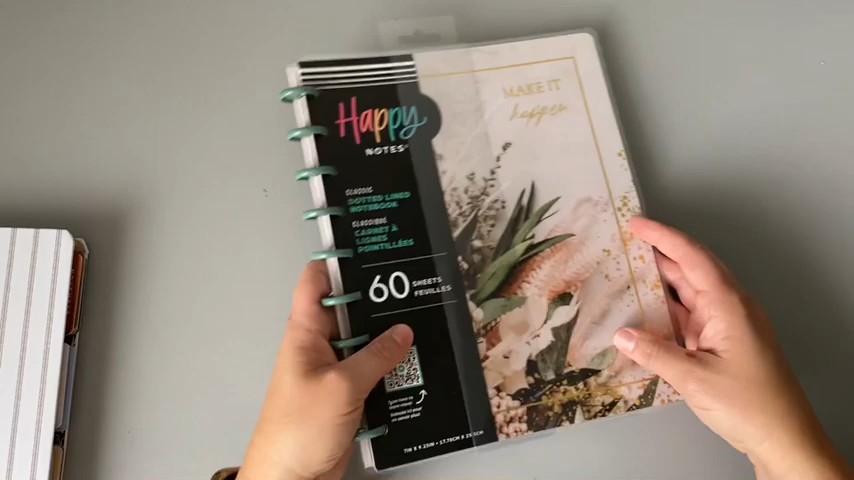 MAKE IT
happen
Happy
NOTES
CLASSIC
DOTTED LINED
NOTEBOOK
CLASSIQUE
CARNET À
LIGNES
POINTILLÉES
60 SHEETS
FEUILLES